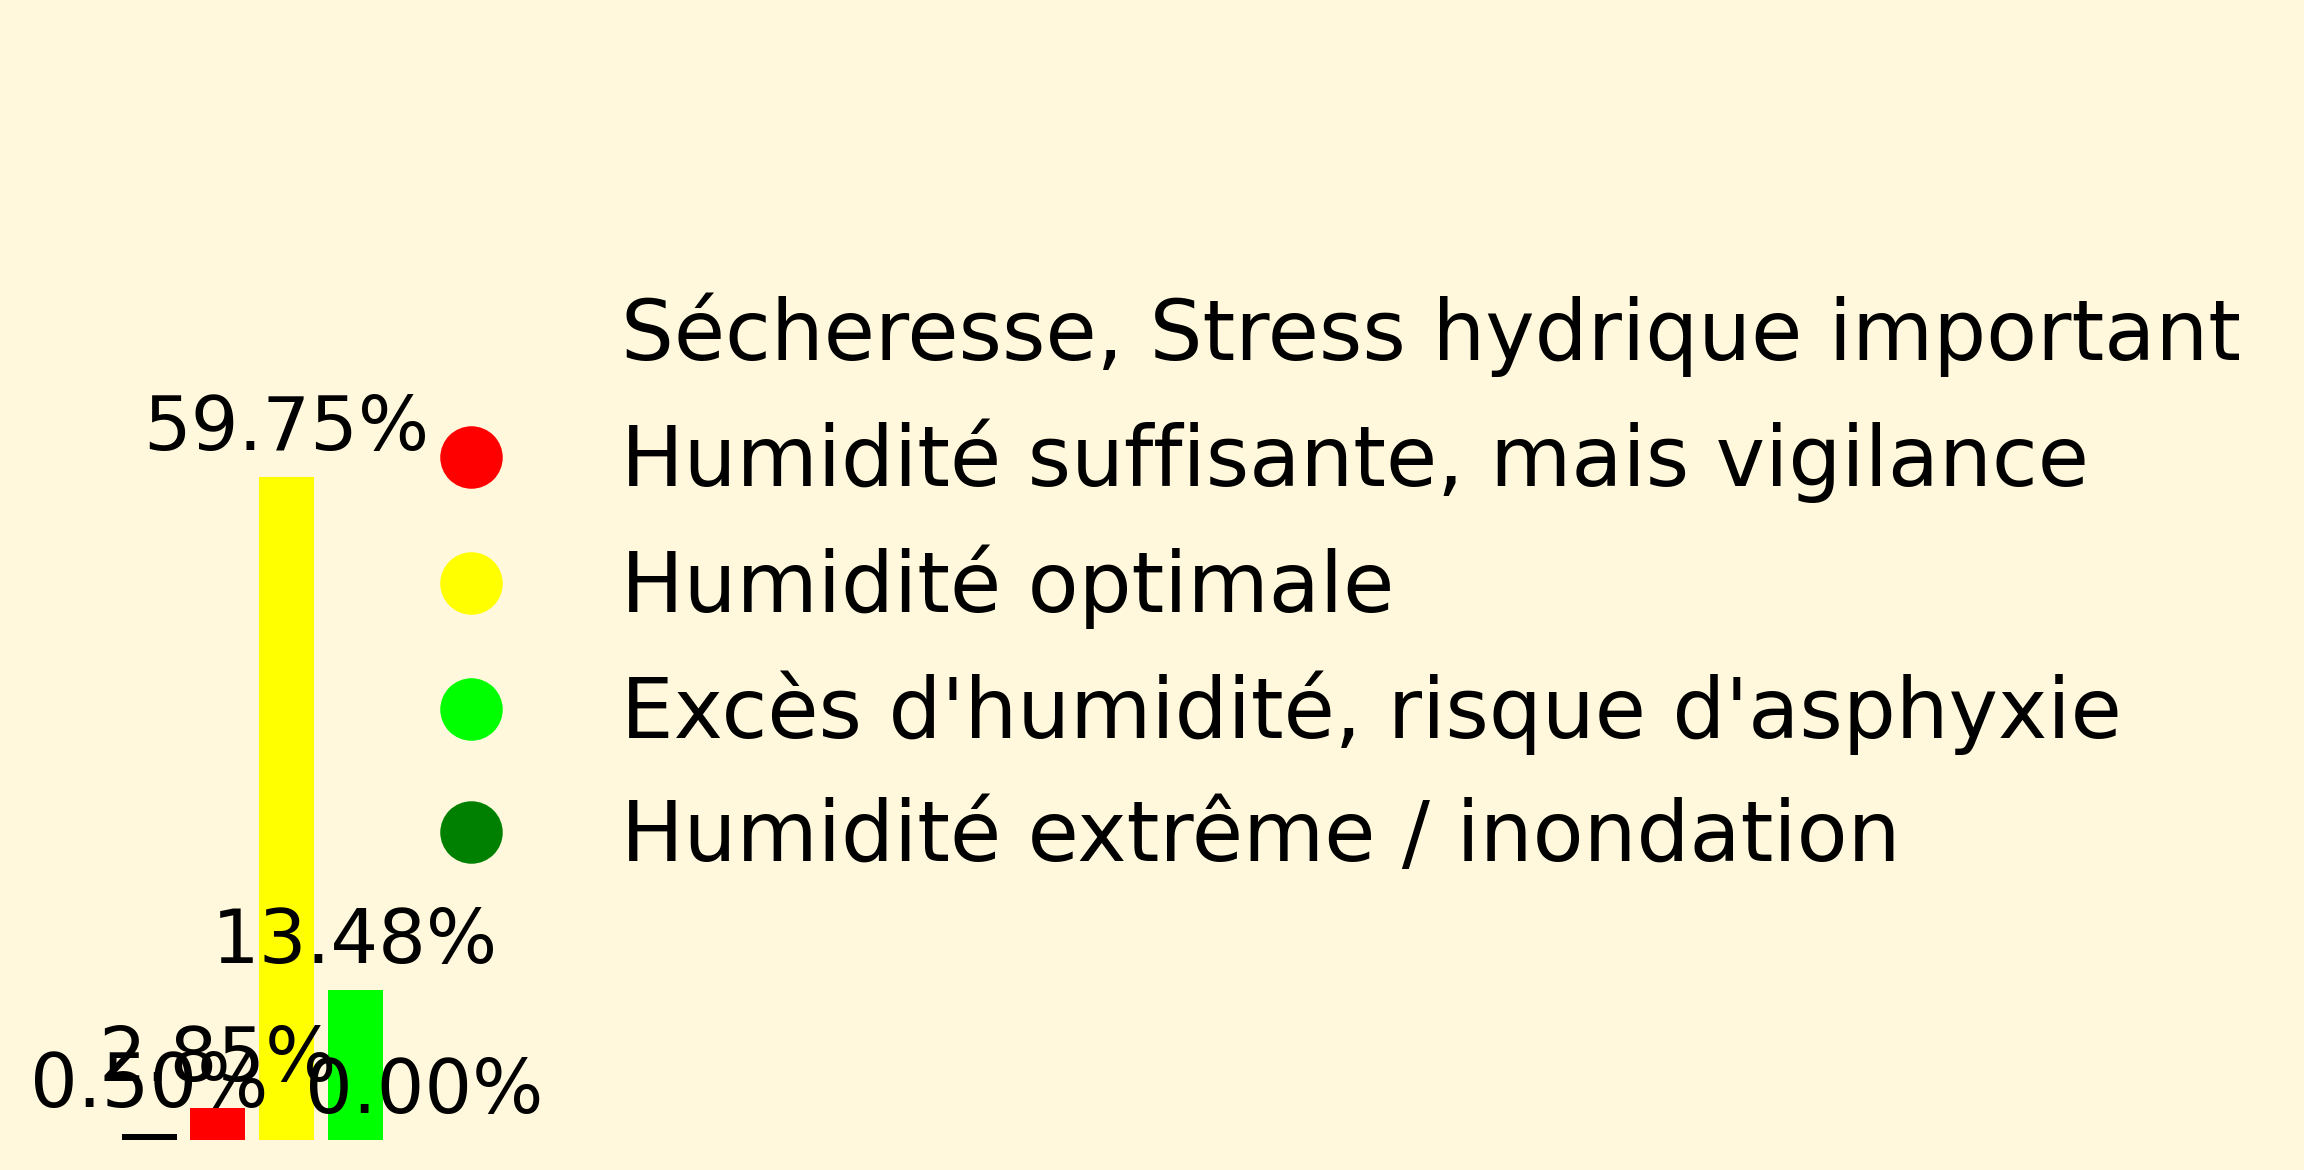 Sécheresse, Stress hydrique important
59.75%
Humidité suffisante, mais vigilance
Humidité optimale
Excès d'humidité, risque d'asphyxie
Humidité extrême / inondation
13.48%
2.85%
0.50%
0.00%